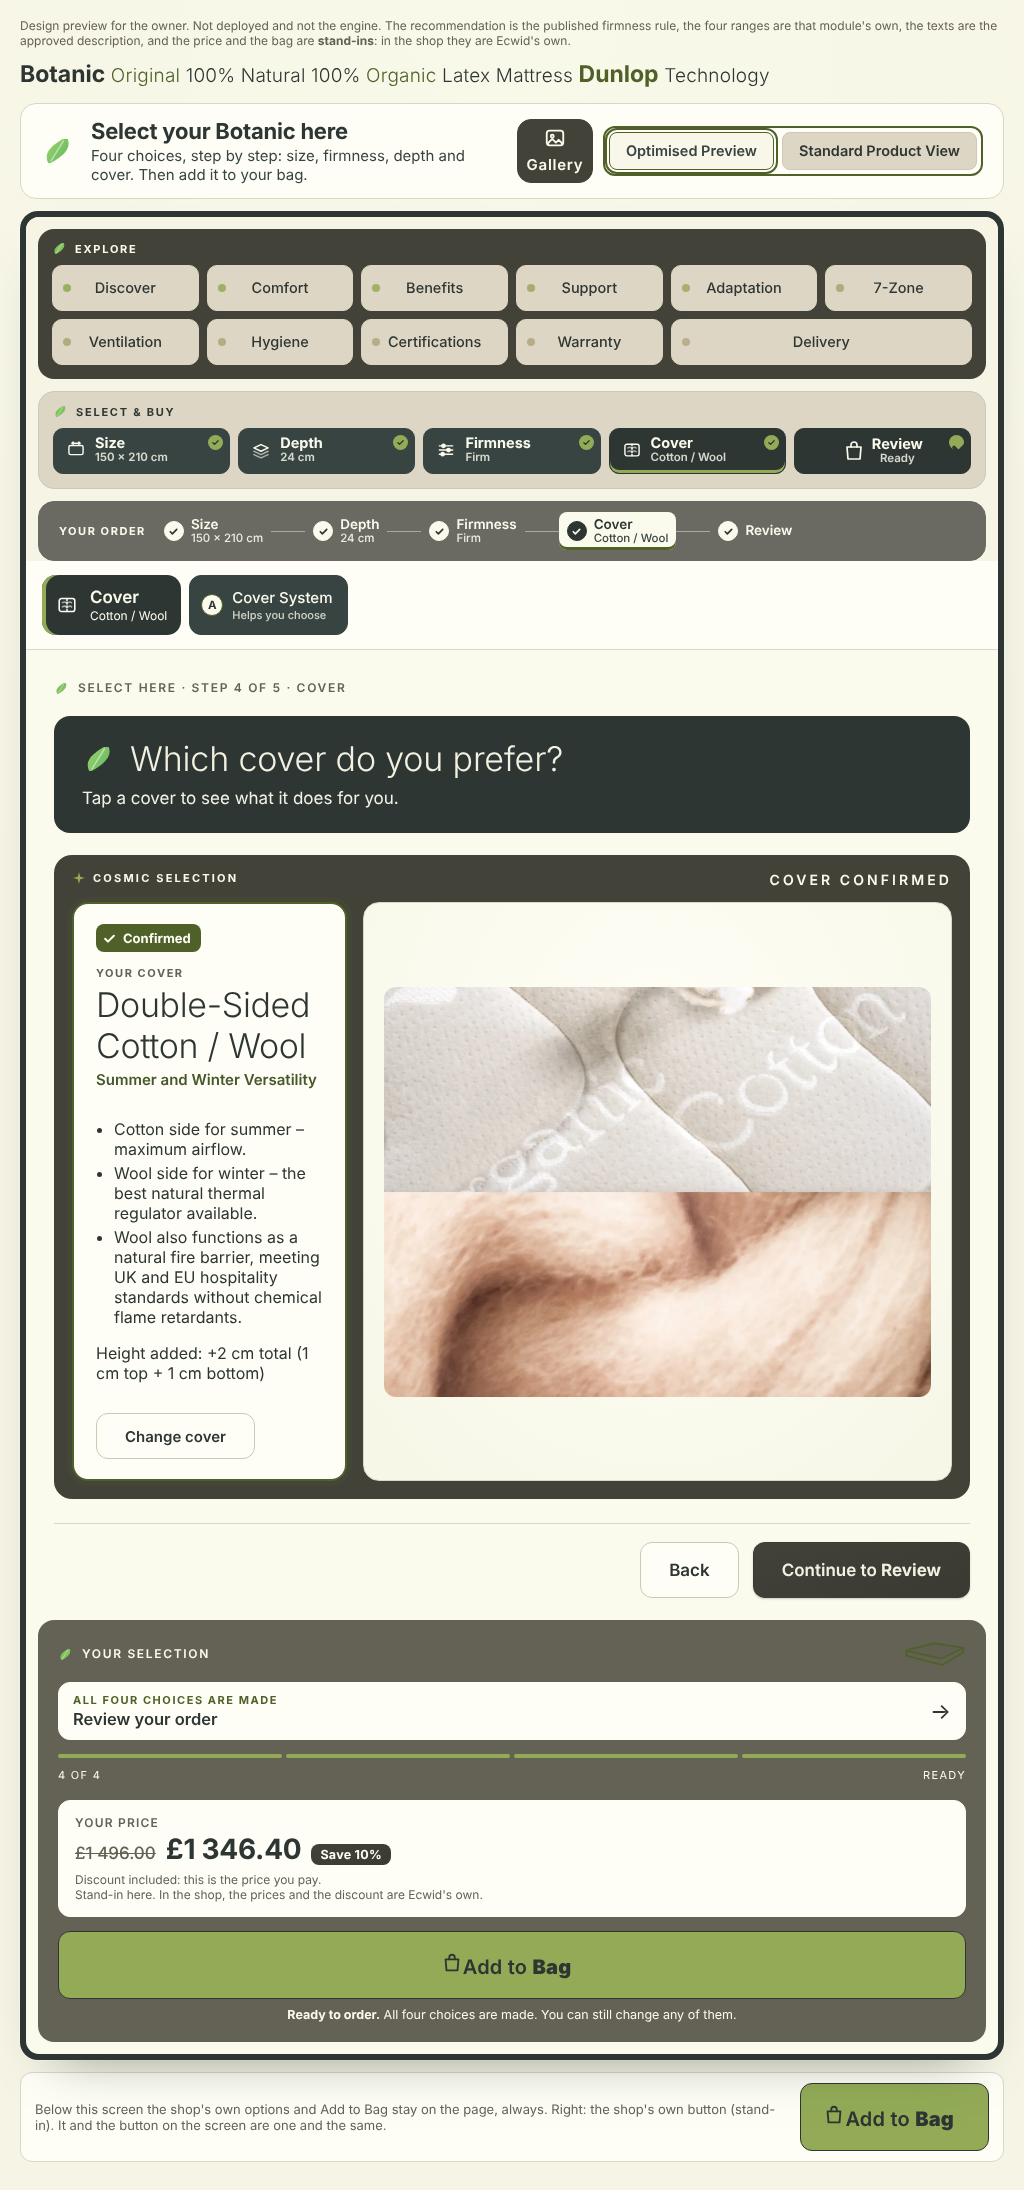 Design preview for the owner. Not deployed and not the engine. The recommendation is the published firmness rule, the four ranges are that module's own, the texts are the
approved description, and the price and the bag are stand-ins: in the shop they are Ecwid's own.
Botanic Original 100% Natural 100% Organic Latex Mattress Dunlop Technology
Select your Botanic here
Four choices, step by step: size, firmness, depth and
cover. Then add it to your bag.
Gallery
Optimised Preview
Standard Product View
EXPLORE
Discover
Comfort
Benefits
Support
Adaptation
7-Zone
Ventilation
Hygiene
Certifications
Warranty
Delivery
SELECT & BUY
Size
150 × 210 cm
Depth
24 cm
Firmness
Firm
Cover
Cotton / Wool
Review
Ready
YOUR ORDER
Size
150 × 210 cm
Depth
24 cm
Firmness
Firm
Cover
Cotton / Wool
Review
Cover
Cotton / Wool
A
Cover System
Helps you choose
SELECT HERE · STEP 4 OF 5 · COVER
Which cover do you prefer?
Tap a cover to see what it does for you.
COSMIC SELECTION
COVER CONFIRMED
Confirmed
YOUR COVER
Double-Sided
Cotton / Wool
Summer and Winter Versatility
• Cotton side for summer –
maximum airflow.
• Wool side for winter – the
best natural thermal
regulator available.
• Wool also functions as a
natural fire barrier, meeting
UK and EU hospitality
standards without chemical
flame retardants.
Height added: +2 cm total (1
cm top + 1 cm bottom)
Change cover
ganic Cotton
Back
Continue to Review
YOUR SELECTION
ALL FOUR CHOICES ARE MADE
Review your order
4 OF 4
READY
YOUR PRICE
£1 496.00 £1 346.40 Save 10%
Discount included: this is the price you pay.
Stand-in here. In the shop, the prices and the discount are Ecwid's own.
Add to Bag
Ready to order. All four choices are made. You can still change any of them.
Below this screen the shop's own options and Add to Bag stay on the page, always. Right: the shop's own button (stand-
in). It and the button on the screen are one and the same.
Add to Bag